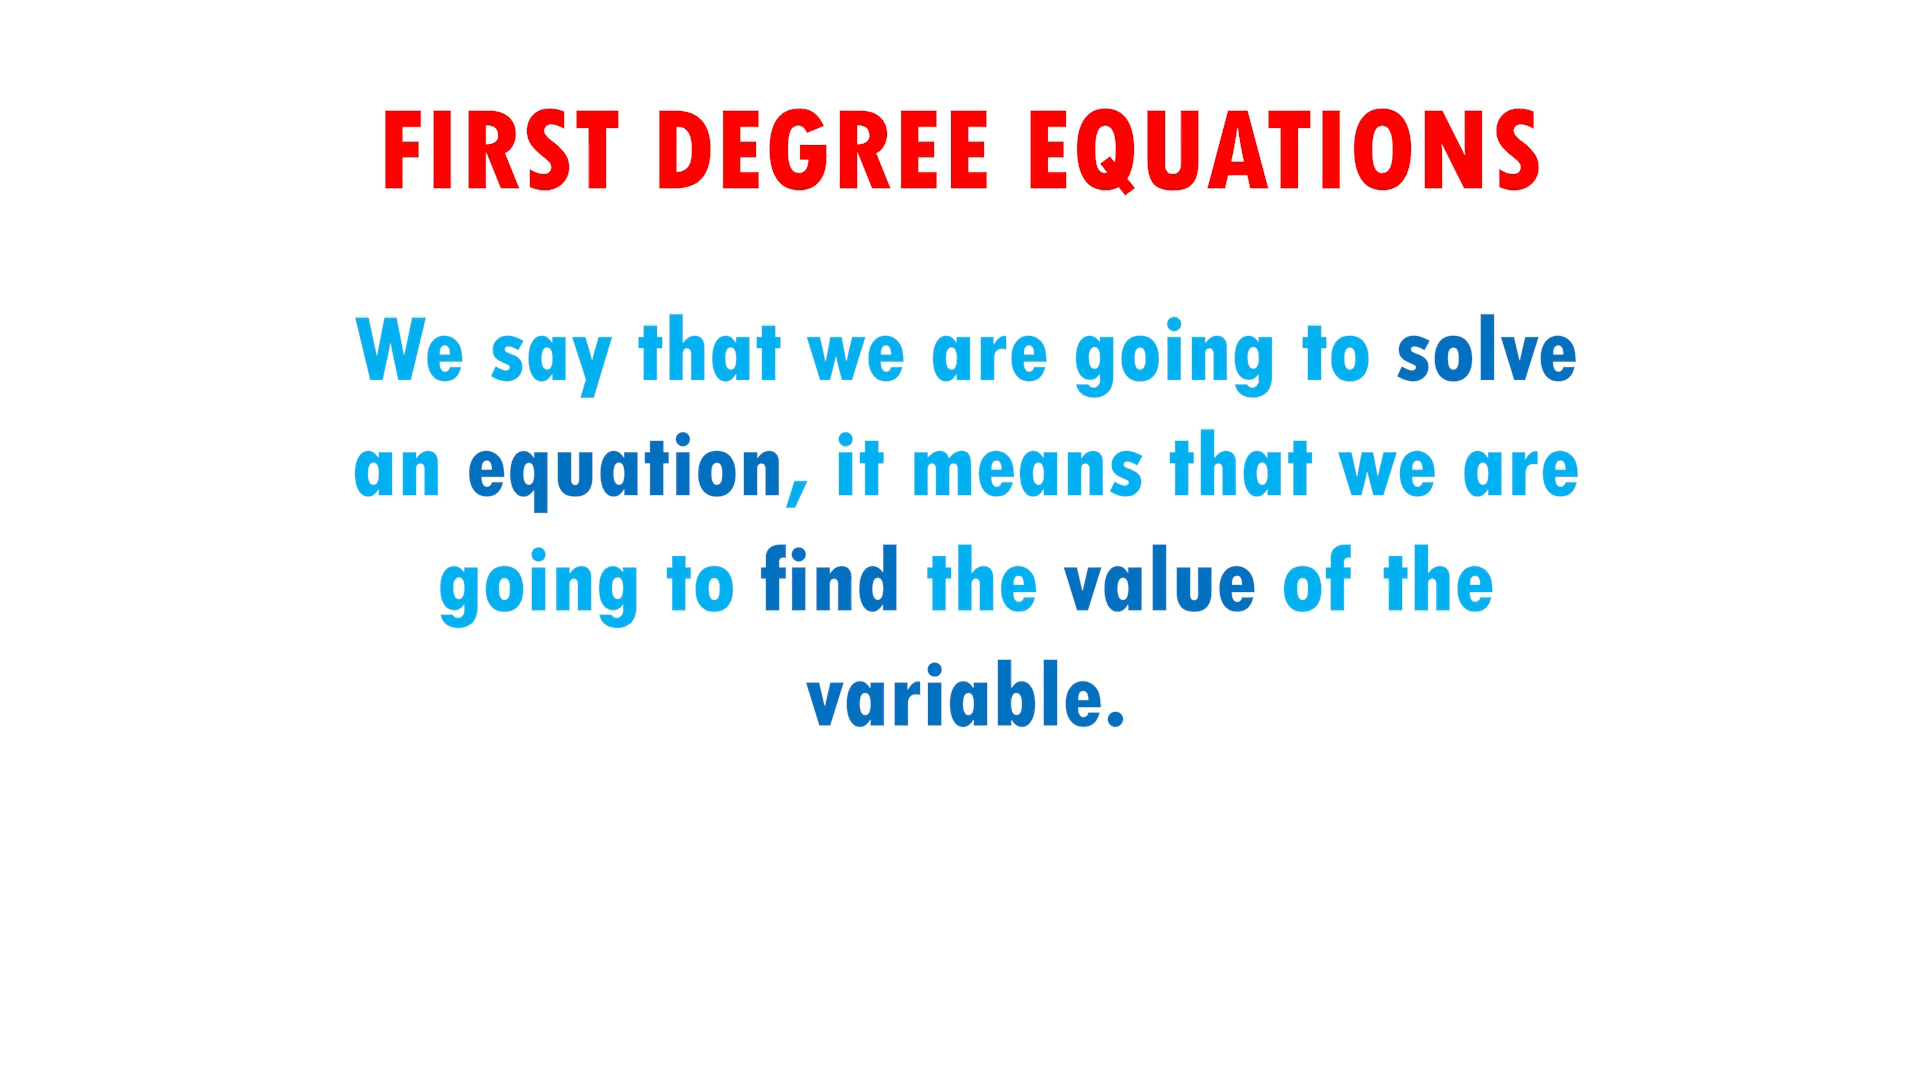 FIRST DEGREE EQUATIONS
We say that we are going to solve
an equation, it means that we are
going to find the value of the
variable.